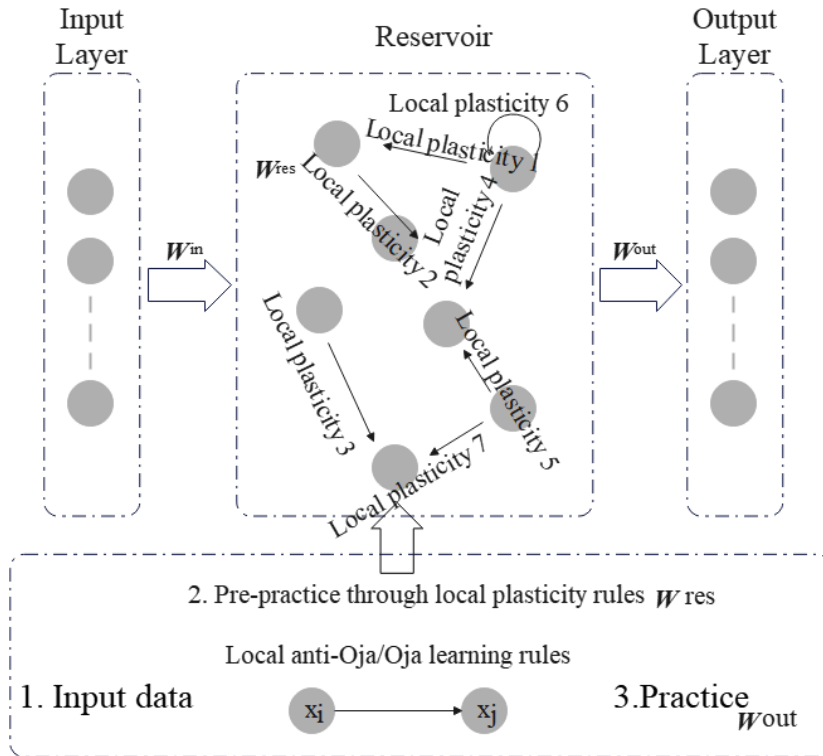 Input
Layer
Reservoir
Output
Layer
Local plasticity 6
Local plasticity 1
Wres
Local plasticity 2
Local
plasticity 4
Win
Wout
Local plasticity 3
Local plasticity 5
Local plasticity 7
2. Pre-practice through local plasticity rules W res
Local anti-Oja/Oja learning rules
1. Input data
xi
xj
3.Practice
Wout